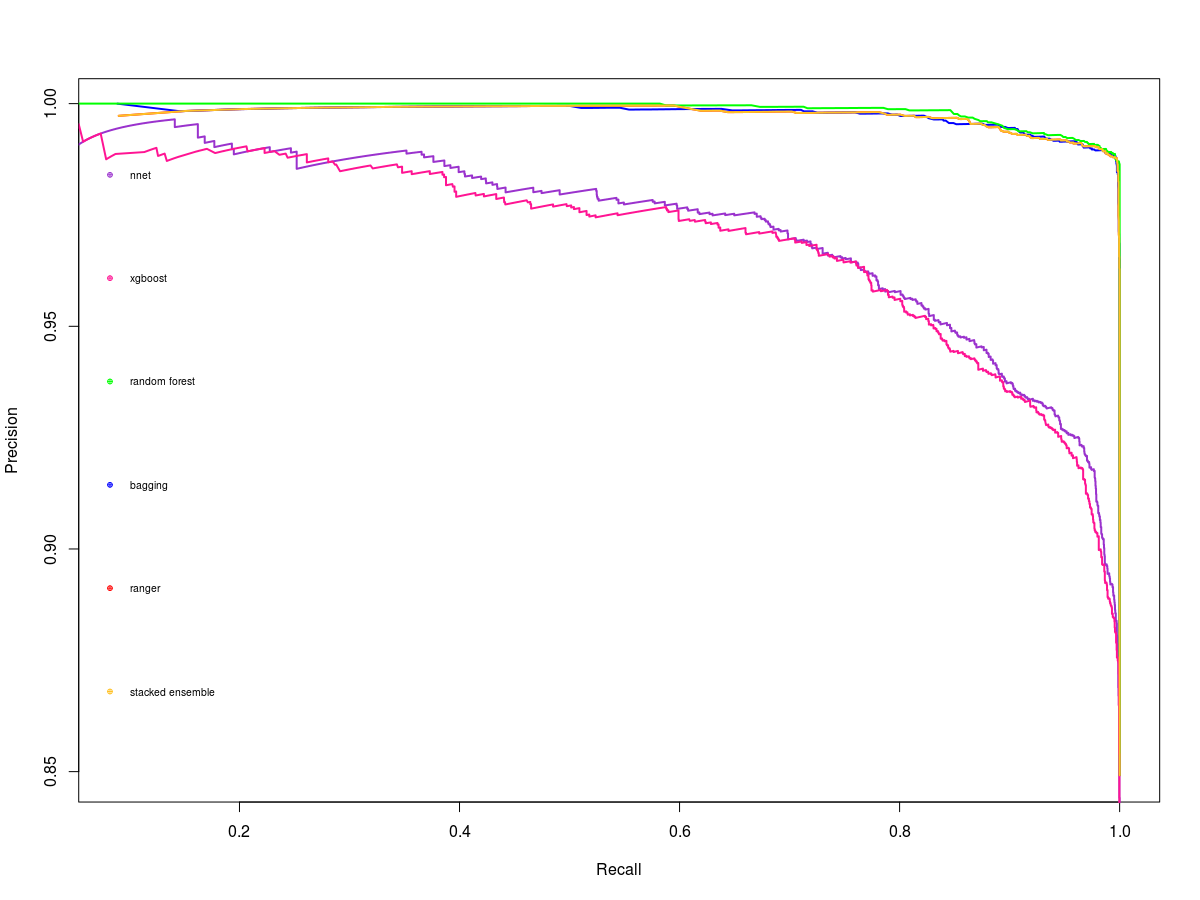 1.00
nnet
xgboost
0.95
random forest
Precision
bagging
0.90
ranger
stacked ensemble
0.85
0.2 0.4 0.6 0.8 1.0
Recall